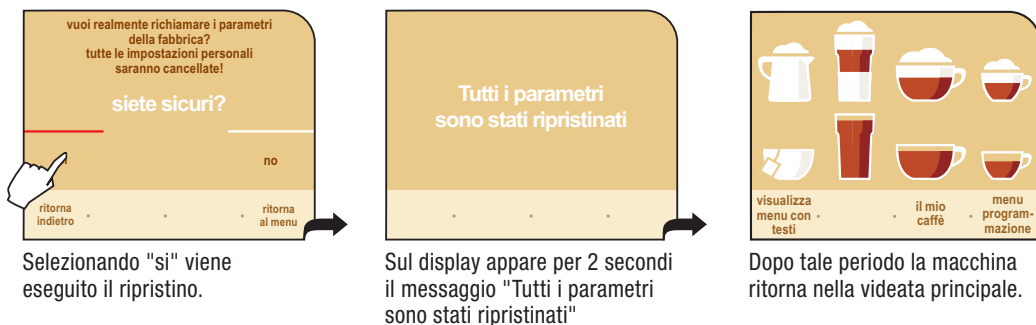 vuoi realmente richiamare i parametri
della fabbrica?
tutte le impostazioni personali
saranno cancellate!
siete sicuri?
no
ritorna
indietro
ritorna
al menu
Selezionando "si" viene
eseguito il ripristino.
Tutti i parametri
sono stati ripristinati
Sul display appare per 2 secondi
il messaggio "Tutti i parametri
sono stati ripristinati"
visualizza
menu con
testi
il mio
caffè
menu
program-
mazione
Dopo tale periodo la macchina
ritorna nella videata principale.